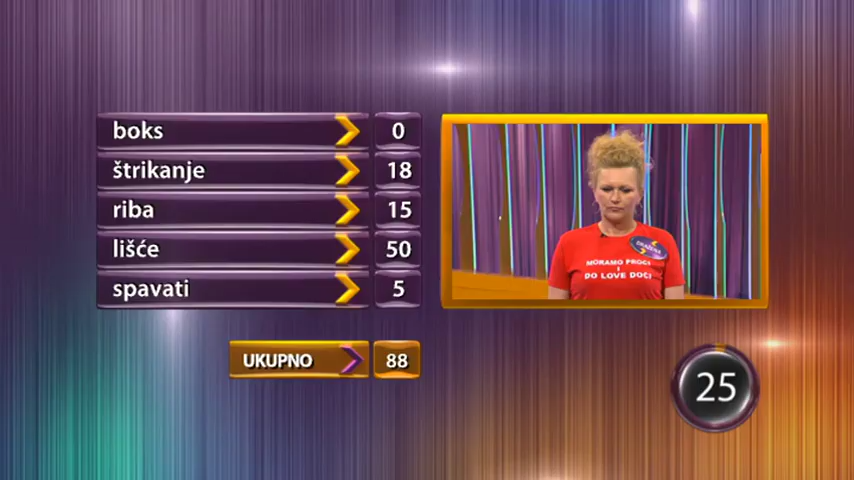 boks 0
štrikanje 18
riba 15
lišće 50
spavati 5
UKUPNO 88
MORAMO PROĆI
I
DO LOVE DOĆI
25